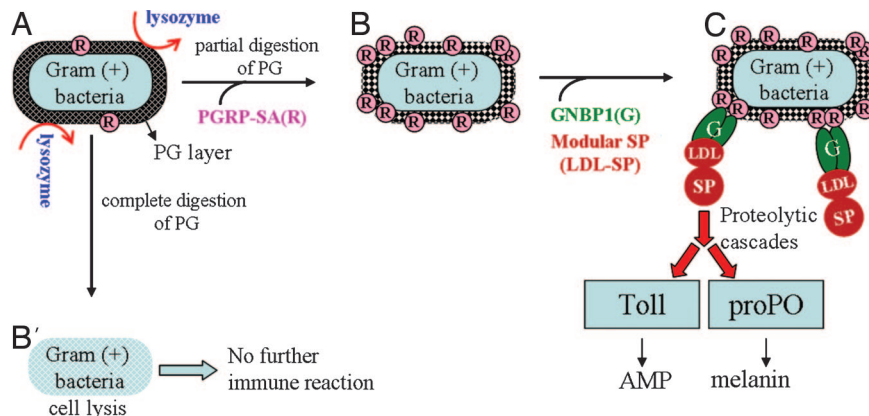 A
lysozyme
R
Gram (+)
bacteria
R
lysozyme
PG layer
partial digestion
of PG
PGRP-SA(R)
complete digestion
of PG
B
R R R R
R R
Gram (+)
bacteria
R R
R R R R
GNBP1(G)
Modular SP
(LDL-SP)
C
R R R R
R R
Gram (+)
bacteria
R R
R R R R
G
LDL
SP
G
LDL
SP
Proteolytic
cascades
Toll
proPO
AMP
melanin
B′
Gram (+)
bacteria
cell lysis
No further
immune reaction